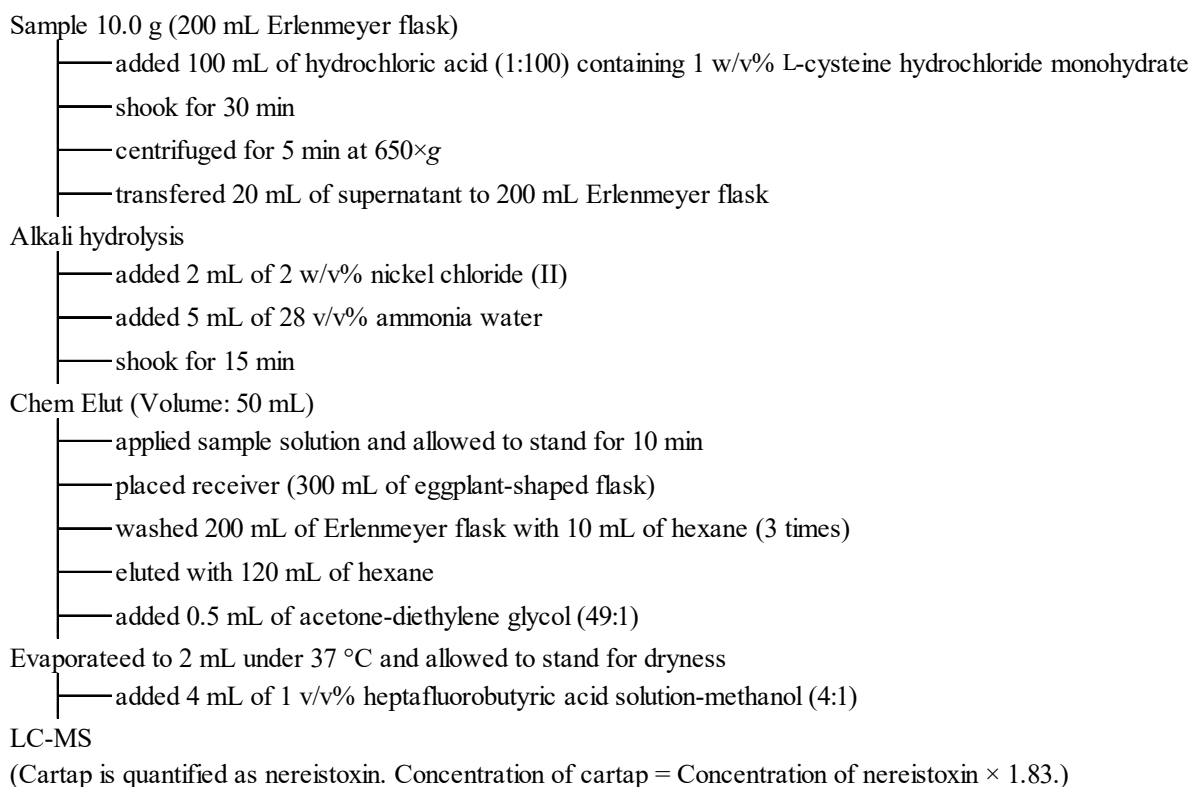 Sample 10.0 g (200 mL Erlenmeyer flask)
added 100 mL of hydrochloric acid (1:100) containing 1 w/v% L-cysteine hydrochloride monohydrate
shook for 30 min
centrifuged for 5 min at 650×g
transfered 20 mL of supernatant to 200 mL Erlenmeyer flask
Alkali hydrolysis
added 2 mL of 2 w/v% nickel chloride (II)
added 5 mL of 28 v/v% ammonia water
shook for 15 min
Chem Elut (Volume: 50 mL)
applied sample solution and allowed to stand for 10 min
placed receiver (300 mL of eggplant-shaped flask)
washed 200 mL of Erlenmeyer flask with 10 mL of hexane (3 times)
eluted with 120 mL of hexane
added 0.5 mL of acetone-diethylene glycol (49:1)
Evaporateed to 2 mL under 37 °C and allowed to stand for dryness
added 4 mL of 1 v/v% heptafluorobutyric acid solution-methanol (4:1)
LC-MS
(Cartap is quantified as nereistoxin. Concentration of cartap = Concentration of nereistoxin × 1.83.)